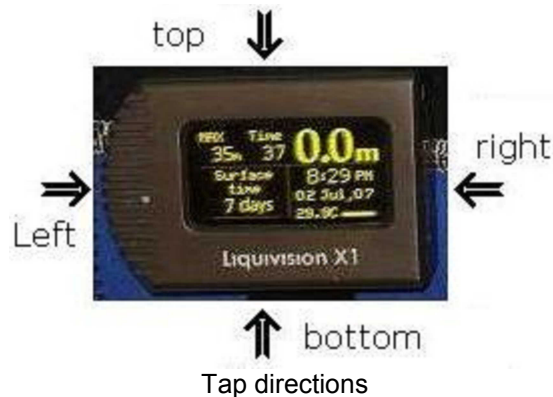 top
MAX Time 0.0m
35m 37
Surface 8:29 PM
time 02 Jul,07
7 days 29.9C
right
Left
Liquivision X1
bottom
Tap directions